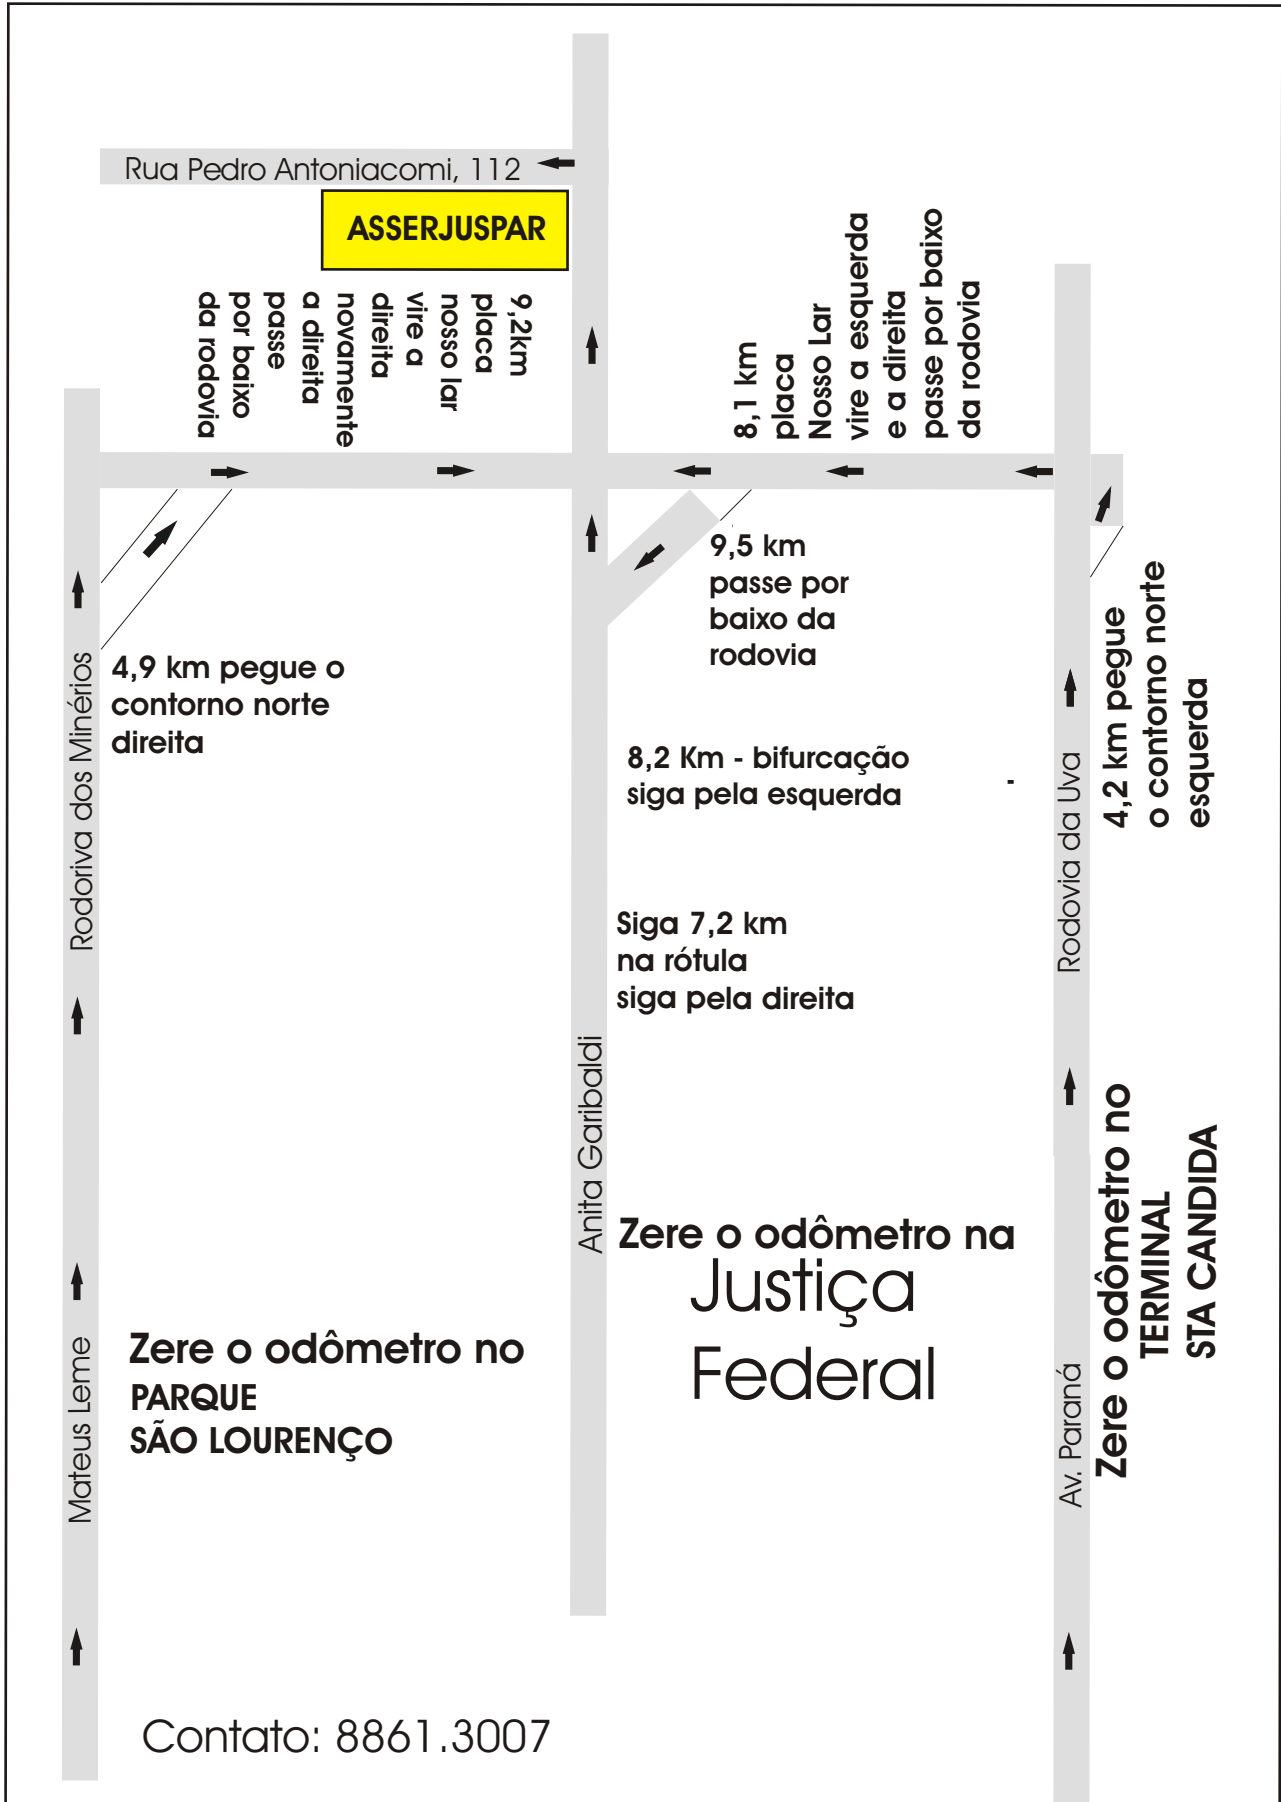 Rua Pedro Antoniacomi, 112
ASSERJUSPAR
9,2km
placa
nosso lar
vire a
direita
novamente
a direita
passe
por baixo
da rodovia
8,1 km
placa
Nosso Lar
vire a esquerda
e a direita
passe por baixo
da rodovia
9,5 km
passe por
baixo da
rodovia
4,9 km pegue o
contorno norte
direita
Rodoriva dos Minérios
8,2 Km - bifurcação
siga pela esquerda
-
4,2 km pegue
o contorno norte
esquerda
Rodovia da Uva
Siga 7,2 km
na rótula
siga pela direita
Anita Garibaldi
Zere o odômetro na
Justiça
Federal
Zere o odômetro no
TERMINAL
STA CANDIDA
Av. Paraná
Mateus Leme
Zere o odômetro no
PARQUE
SÃO LOURENÇO
Contato: 8861.3007